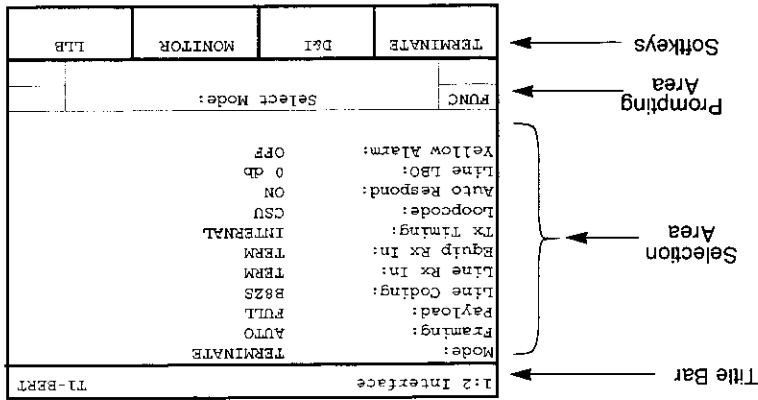 Title Bar
1:2 Interface T1-BERT
Selection
Area
Mode: TERMINATE
Framing: AUTO
Payload: FULL
Line Coding: B8ZS
Line Rx In: TERM
Equip Rx In: TERM
Tx Timing: INTERNAL
Loopcode: CSU
Auto Respond: ON
Line LBO: 0 db
Yellow Alarm: OFF
Prompting
Area
FUNC Select Mode:
Softkeys
TERMINATE D&I MONITOR LLB